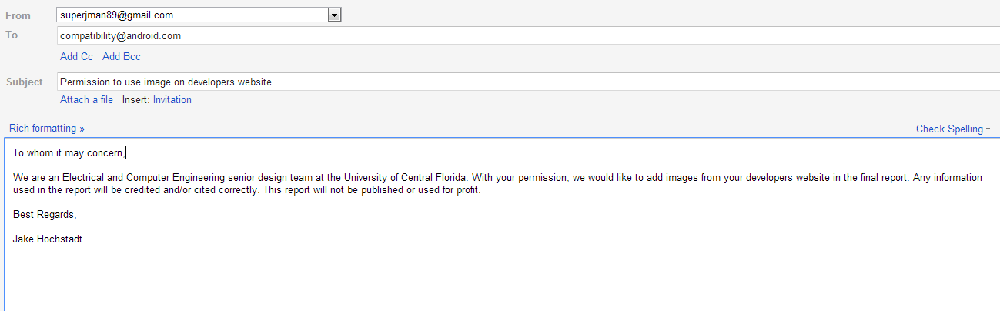 From superjman89@gmail.com
To compatibility@android.com
Add Cc Add Bcc
Subject Permission to use image on developers website
Attach a file Insert: Invitation
Rich formatting » Check Spelling
To whom it may concern,
We are an Electrical and Computer Engineering senior design team at the University of Central Florida. With your permission, we would like to add images from your developers website in the final report. Any information
used in the report will be credited and/or cited correctly. This report will not be published or used for profit.
Best Regards,
Jake Hochstadt